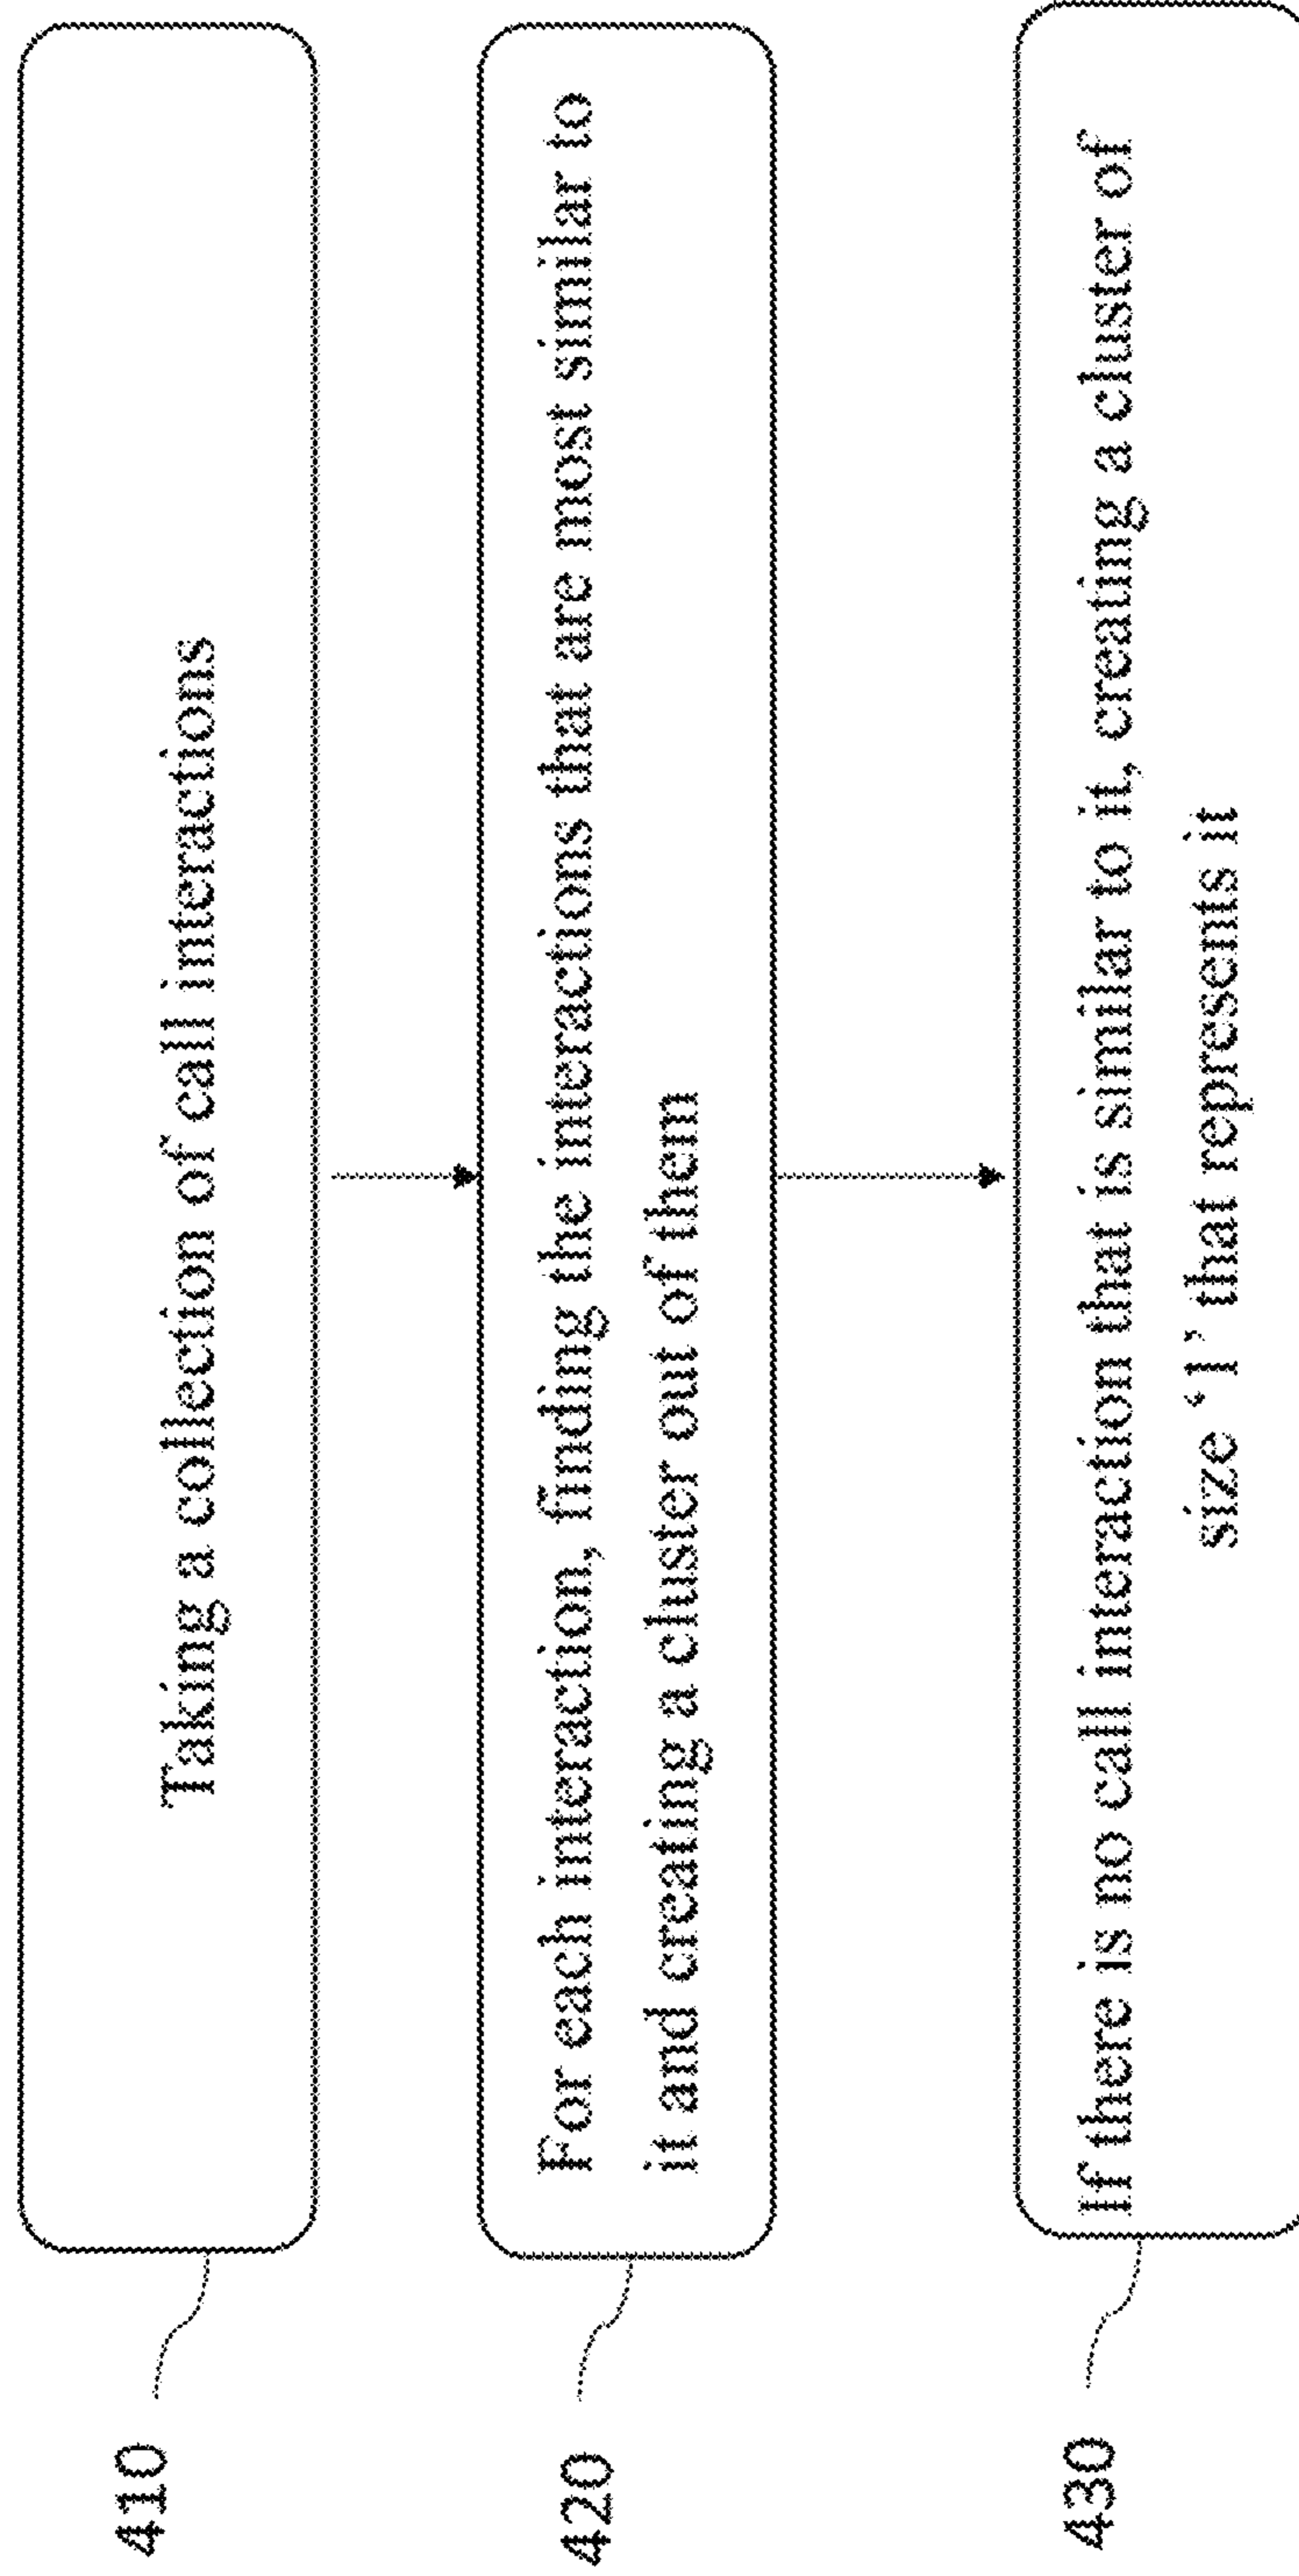 410
Taking a collection of call interactions
420
For each interaction, finding the interactions that are most similar to
it and creating a cluster out of them
430
If there is no call interaction that is similar to it, creating a cluster of
size ‘1’ that represents it